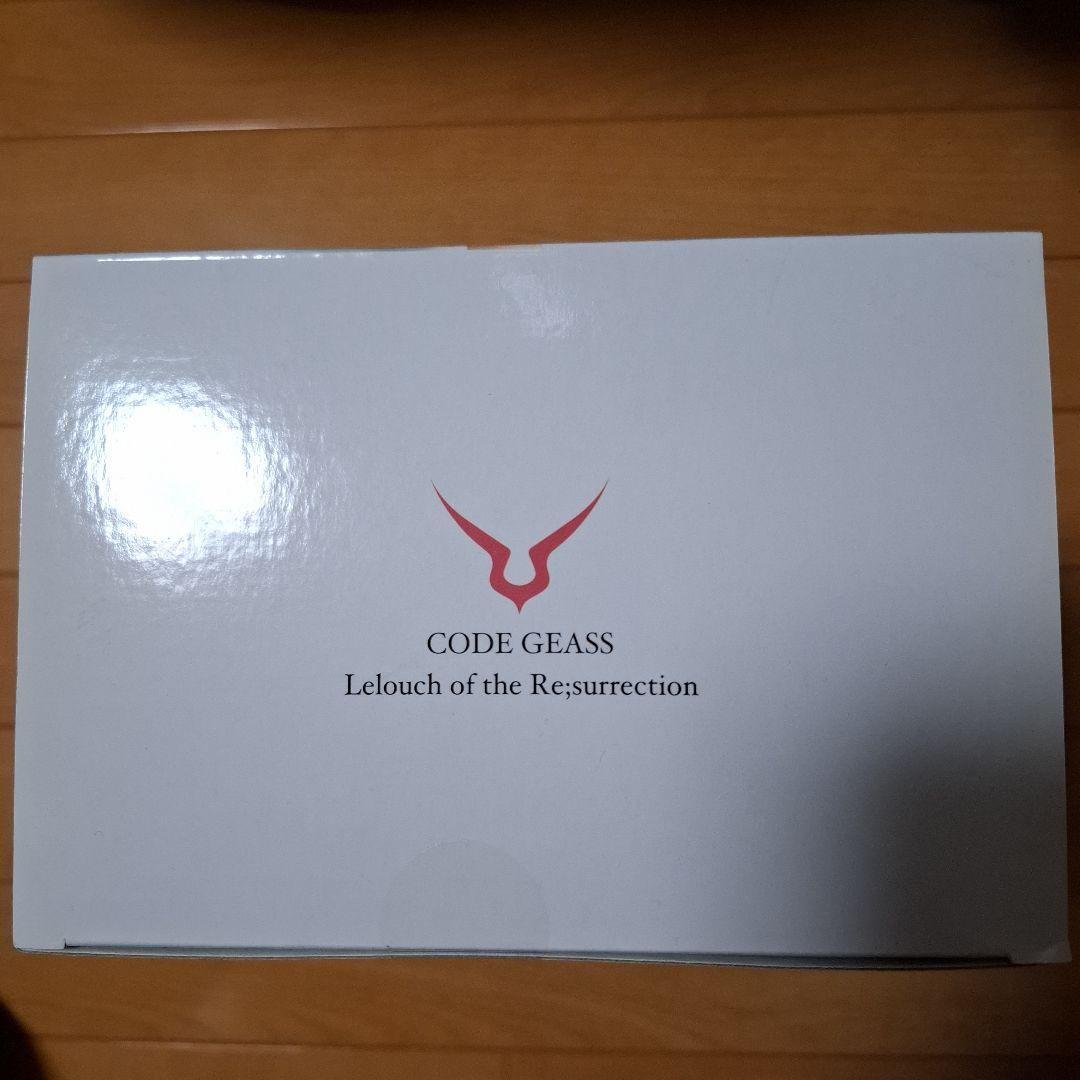 CODE GEASS
Lelouch of the Re;surrection